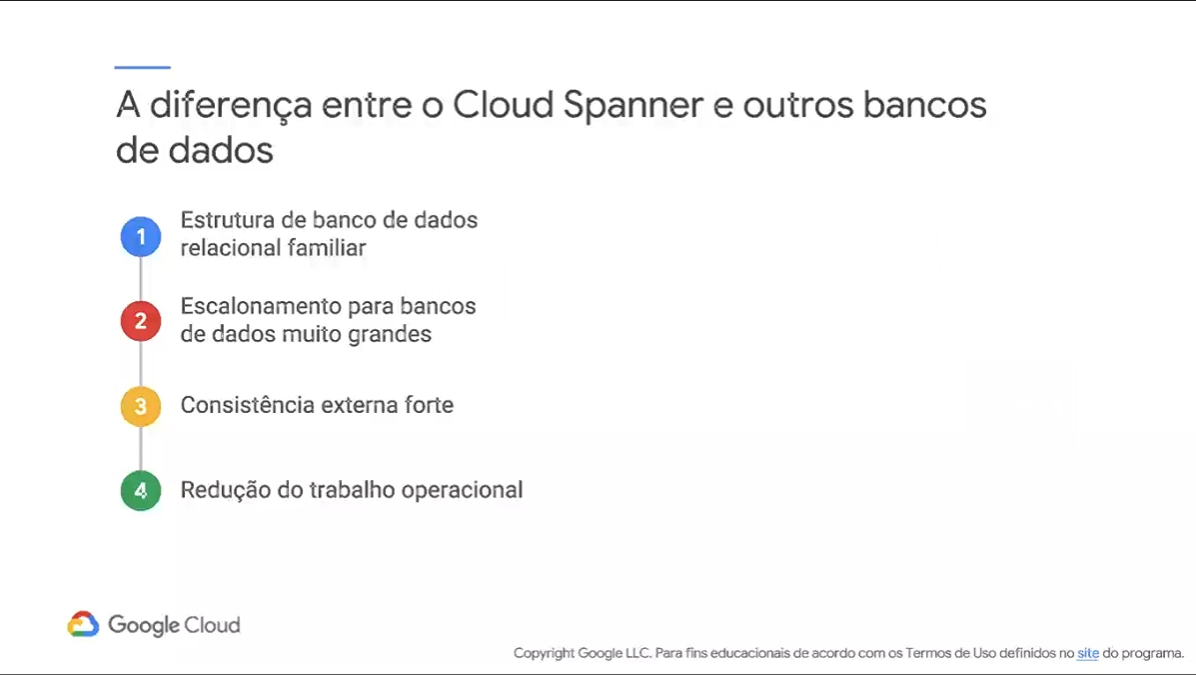 A diferença entre o Cloud Spanner e outros bancos
de dados
1
Estrutura de banco de dados
relacional familiar
2
Escalonamento para bancos
de dados muito grandes
3
Consistência externa forte
4
Redução do trabalho operacional
Google Cloud
Copyright Google LLC. Para fins educacionais de acordo com os Termos de Uso definidos no site do programa.